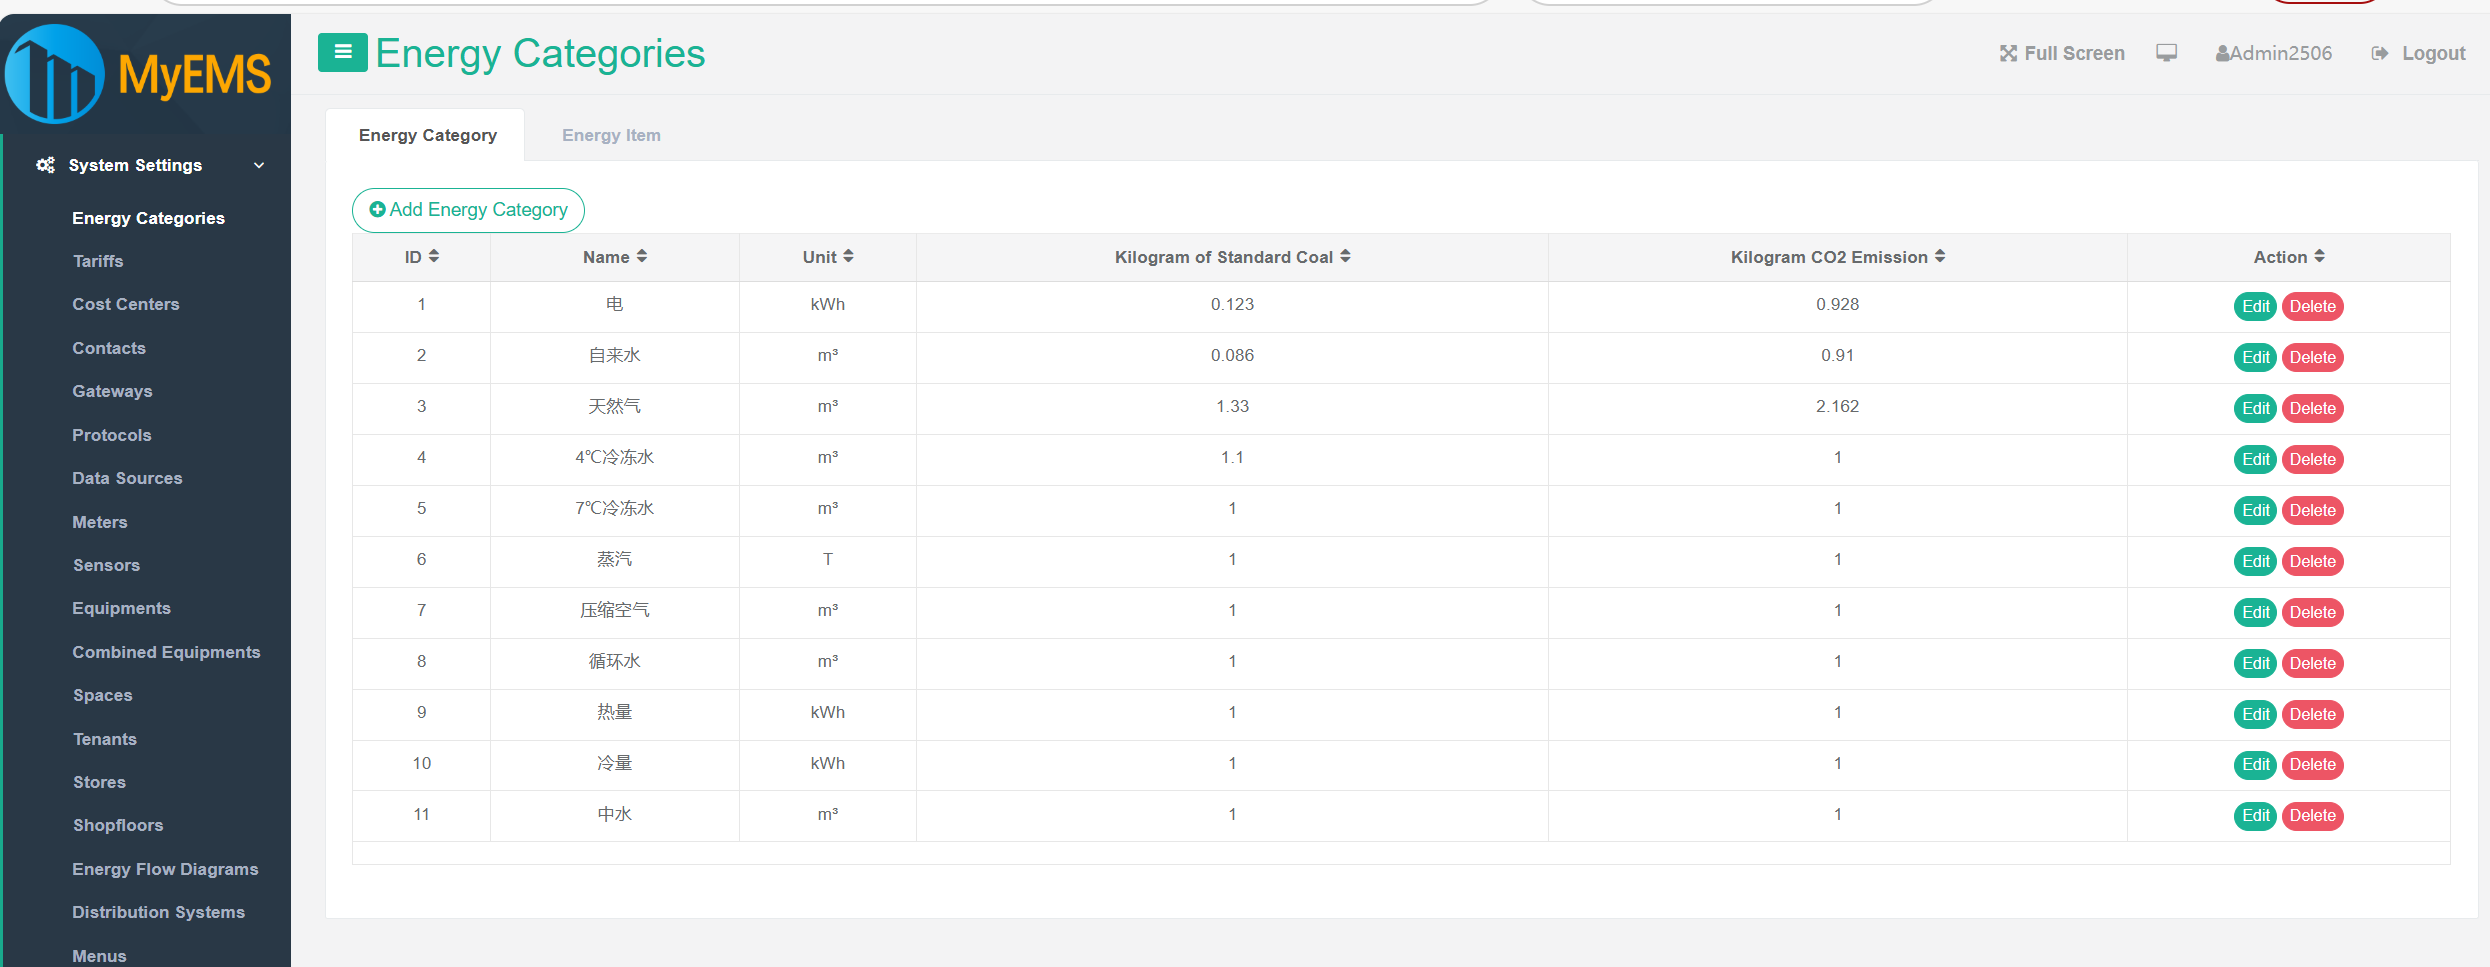 MyEMS
Energy Categories
Full Screen
Admin2506
Logout
System Settings
Energy Categories
Tariffs
Cost Centers
Contacts
Gateways
Protocols
Data Sources
Meters
Sensors
Equipments
Combined Equipments
Spaces
Tenants
Stores
Shopfloors
Energy Flow Diagrams
Distribution Systems
Menus
Energy Category Energy Item
Add Energy Category
ID Name Unit Kilogram of Standard Coal Kilogram CO2 Emission Action
1 电 kWh 0.123 0.928 Edit Delete
2 自来水 m³ 0.086 0.91 Edit Delete
3 天然气 m³ 1.33 2.162 Edit Delete
4 4℃冷冻水 m³ 1.1 1 Edit Delete
5 7℃冷冻水 m³ 1 1 Edit Delete
6 蒸汽 T 1 1 Edit Delete
7 压缩空气 m³ 1 1 Edit Delete
8 循环水 m³ 1 1 Edit Delete
9 热量 kWh 1 1 Edit Delete
10 冷量 kWh 1 1 Edit Delete
11 中水 m³ 1 1 Edit Delete